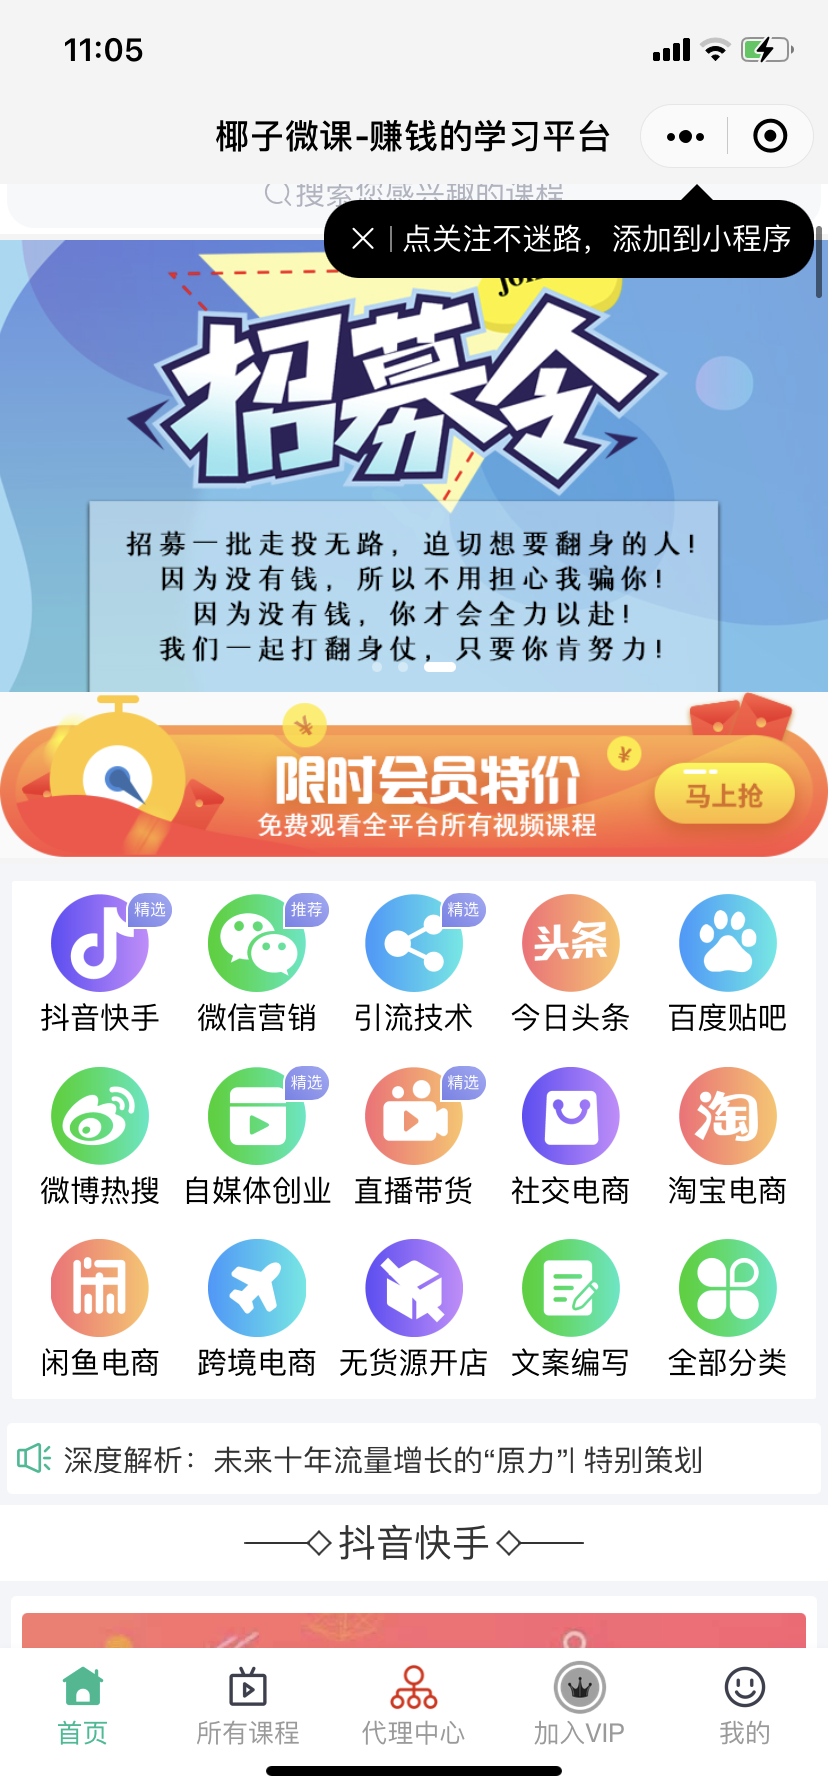 11:05
椰子微课-赚钱的学习平台
搜索您感兴趣的课程
点关注不迷路，添加到小程序
招募令
招募一批走投无路，迫切想要翻身的人！
因为没有钱，所以不用担心我骗你！
因为没有钱，你才会全力以赴！
我们一起打翻身仗，只要你肯努力！
限时会员特价
免费观看全平台所有视频课程
马上抢
精选 推荐 精选 头条
抖音快手 微信营销 引流技术 今日头条 百度贴吧
精选 精选 淘
微博热搜 自媒体创业 直播带货 社交电商 淘宝电商
闲鱼电商 跨境电商 无货源开店 文案编写 全部分类
深度解析：未来十年流量增长的“原力”| 特别策划
抖音快手
首页 所有课程 代理中心 加入VIP 我的